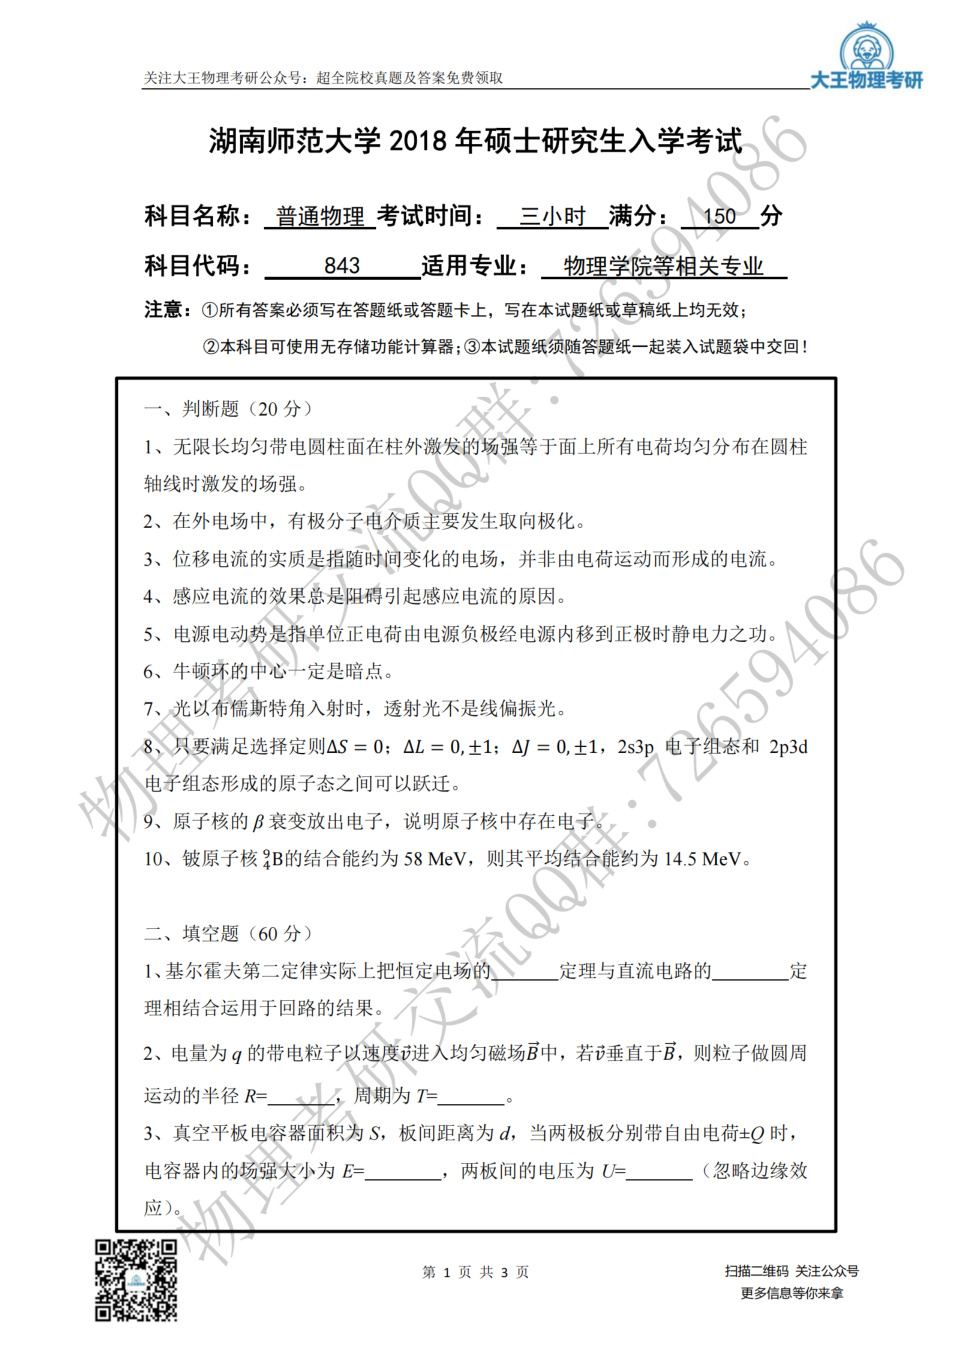 关注大王物理考研公众号：超全院校真题及答案免费领取
大王物理考研
湖南师范大学 2018 年硕士研究生入学考试
科目名称： 普通物理 考试时间： 三小时 满分： 150 分
科目代码： 843 适用专业： 物理学院等相关专业
注意：①所有答案必须写在答题纸或答题卡上，写在本试题纸或草稿纸上均无效；
②本科目可使用无存储功能计算器；③本试题纸须随答题纸一起装入试题袋中交回！
一、判断题（20 分）
1、无限长均匀带电圆柱面在柱外激发的场强等于面上所有电荷均匀分布在圆柱
轴线时激发的场强。
2、在外电场中，有极分子电介质主要发生取向极化。
3、位移电流的实质是指随时间变化的电场，并非由电荷运动而形成的电流。
4、感应电流的效果总是阻碍引起感应电流的原因。
5、电源电动势是指单位正电荷由电源负极经电源内移到正极时静电力之功。
6、牛顿环的中心一定是暗点。
7、光以布儒斯特角入射时，透射光不是线偏振光。
8、只要满足选择定则ΔS = 0；ΔL = 0, ±1；ΔJ = 0, ±1，2s3p 电子组态和 2p3d
电子组态形成的原子态之间可以跃迁。
9、原子核的 β 衰变放出电子，说明原子核中存在电子。
10、铍原子核 ⁹₄B的结合能约为 58 MeV，则其平均结合能约为 14.5 MeV。
二、填空题（60 分）
1、基尔霍夫第二定律实际上把恒定电场的_______定理与直流电路的________定
理相结合运用于回路的结果。
2、电量为 q 的带电粒子以速度v⃗进入均匀磁场B⃗中，若v⃗垂直于B⃗，则粒子做圆周
运动的半径 R=_______，周期为 T=_______。
3、真空平板电容器面积为 S，板间距离为 d，当两极板分别带自由电荷±Q 时，
电容器内的场强大小为 E=________，两板间的电压为 U=_______（忽略边缘效
应）。
物理考研交流QQ群：726594086
物理考研交流QQ群：726594086
大王物理考研
第 1 页 共 3 页
扫描二维码 关注公众号
更多信息等你来拿